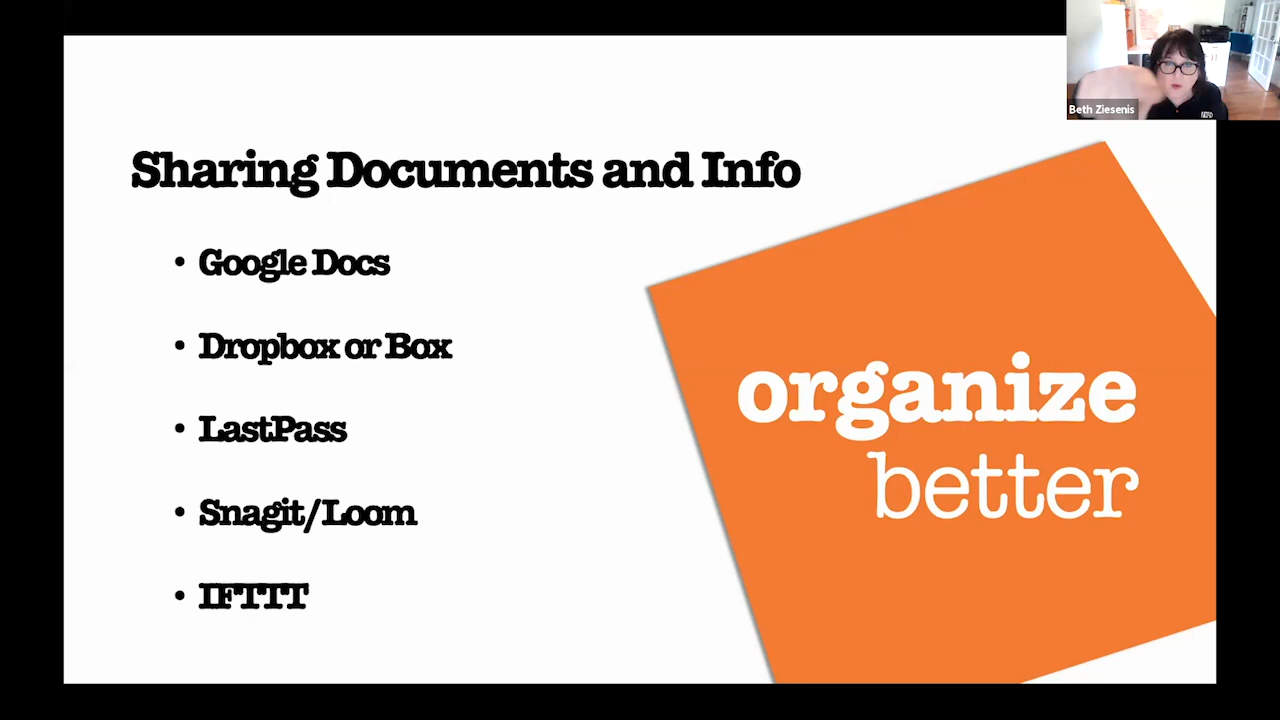 Beth Ziesenis
Sharing Documents and Info
• Google Docs
• Dropbox or Box
• LastPass
• Snagit/Loom
• IFTTT
organize
better